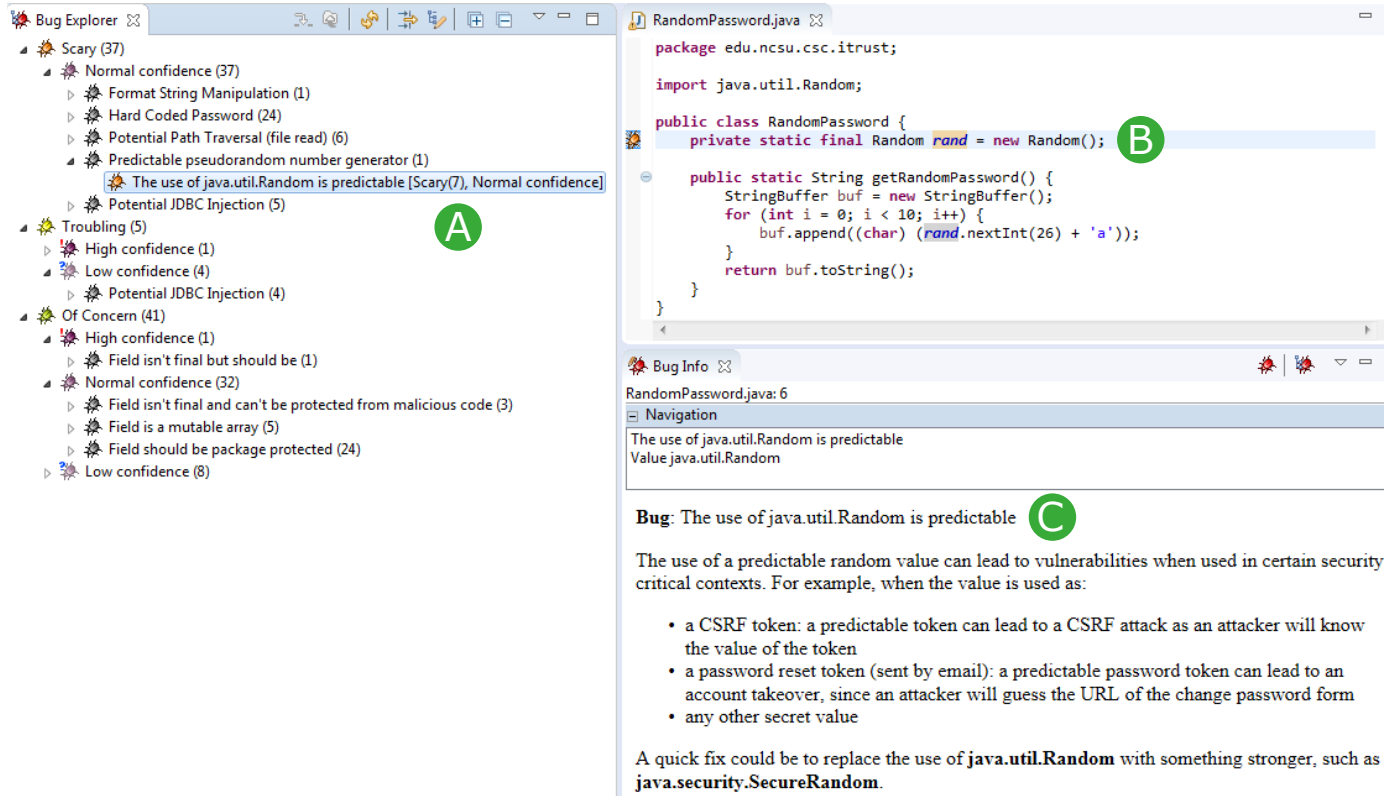 Bug Explorer
Scary (37)
Normal confidence (37)
Format String Manipulation (1)
Hard Coded Password (24)
Potential Path Traversal (file read) (6)
Predictable pseudorandom number generator (1)
The use of java.util.Random is predictable [Scary(7), Normal confidence]
Potential JDBC Injection (5)
A
Troubling (5)
High confidence (1)
Low confidence (4)
Potential JDBC Injection (4)
Of Concern (41)
High confidence (1)
Field isn't final but should be (1)
Normal confidence (32)
Field isn't final and can't be protected from malicious code (3)
Field is a mutable array (5)
Field should be package protected (24)
Low confidence (8)
RandomPassword.java
package edu.ncsu.csc.itrust;
import java.util.Random;
public class RandomPassword {
private static final Random rand = new Random();
B
public static String getRandomPassword() {
StringBuffer buf = new StringBuffer();
for (int i = 0; i < 10; i++) {
buf.append((char) (rand.nextInt(26) + 'a'));
}
return buf.toString();
}
}
Bug Info
RandomPassword.java: 6
Navigation
The use of java.util.Random is predictable
Value java.util.Random
Bug: The use of java.util.Random is predictable
C
The use of a predictable random value can lead to vulnerabilities when used in certain security
critical contexts. For example, when the value is used as:
• a CSRF token: a predictable token can lead to a CSRF attack as an attacker will know
the value of the token
• a password reset token (sent by email): a predictable password token can lead to an
account takeover, since an attacker will guess the URL of the change password form
• any other secret value
A quick fix could be to replace the use of java.util.Random with something stronger, such as
java.security.SecureRandom.